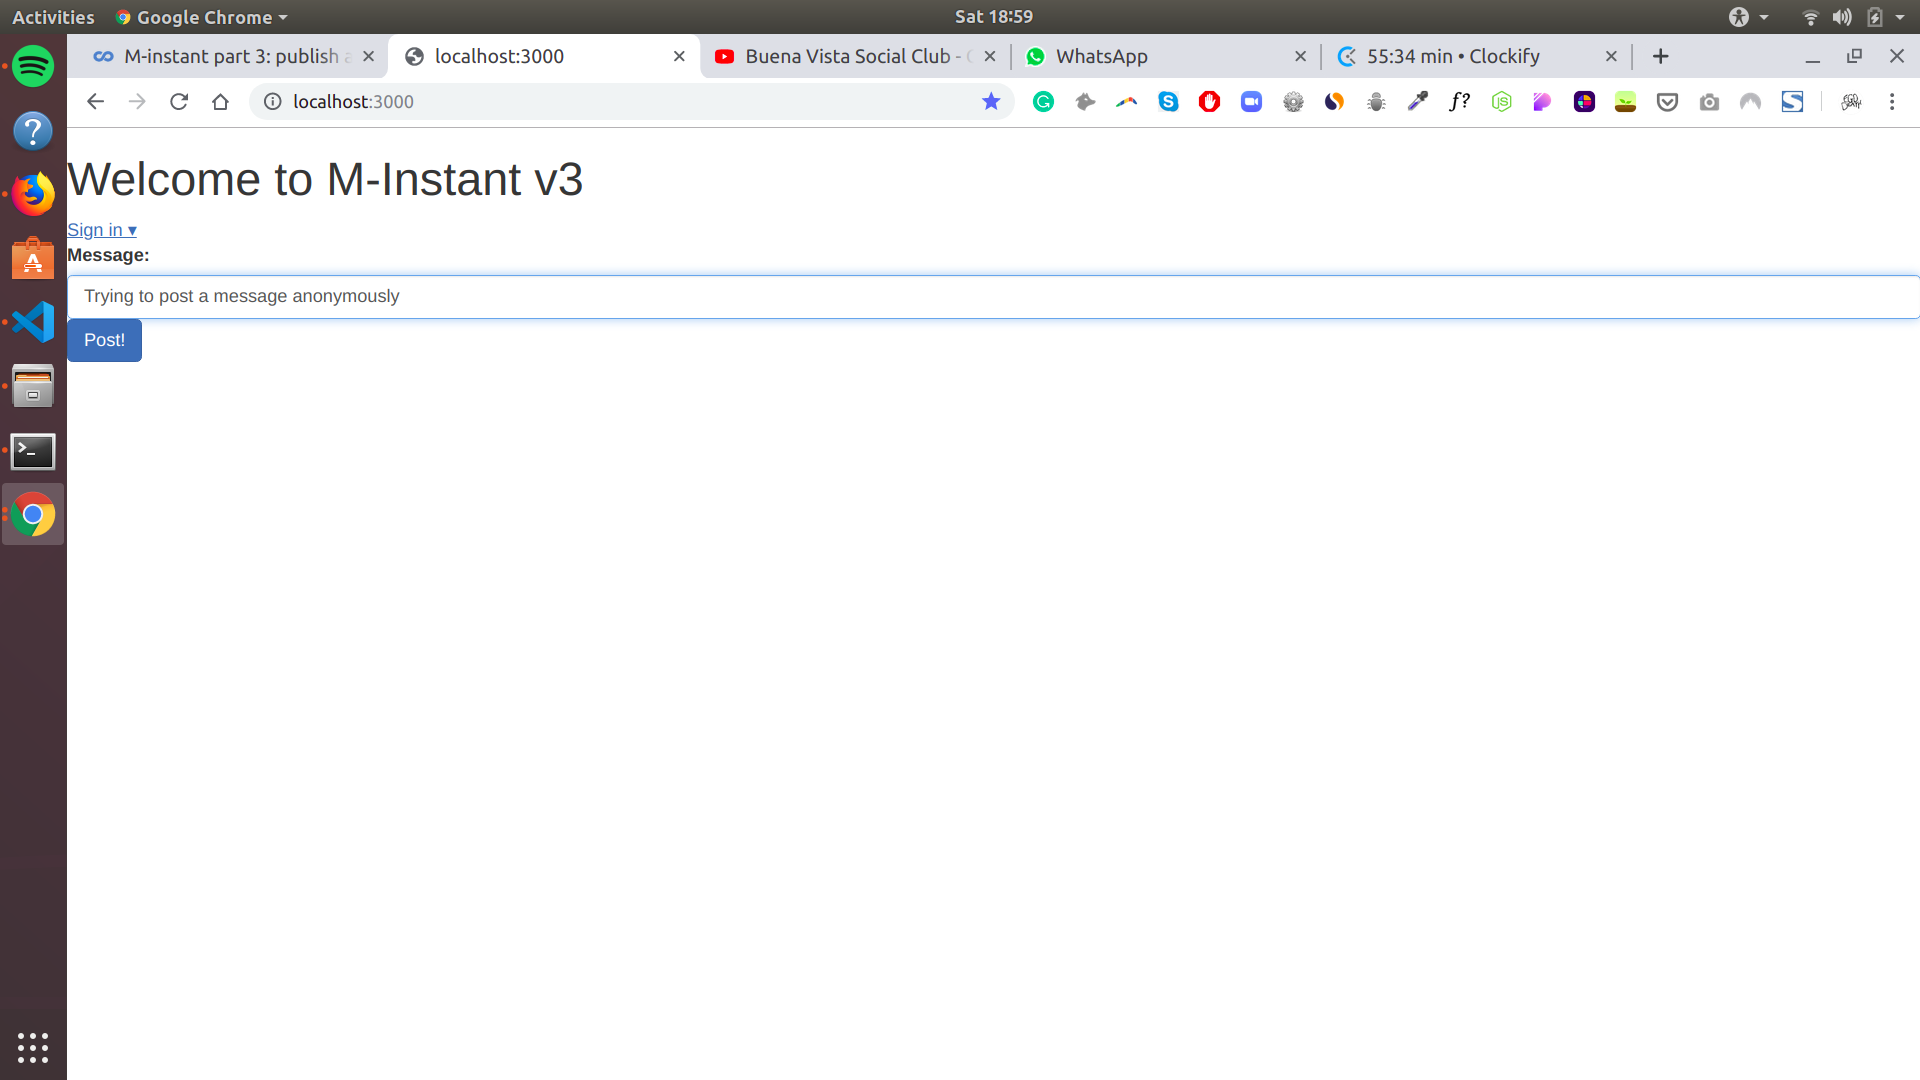 Activities Google Chrome Sat 18:59
M-instant part 3: publish a localhost:3000 Buena Vista Social Club - WhatsApp 55:34 min • Clockify
localhost:3000
Welcome to M-Instant v3
Sign in ▾
Message:
Trying to post a message anonymously
Post!